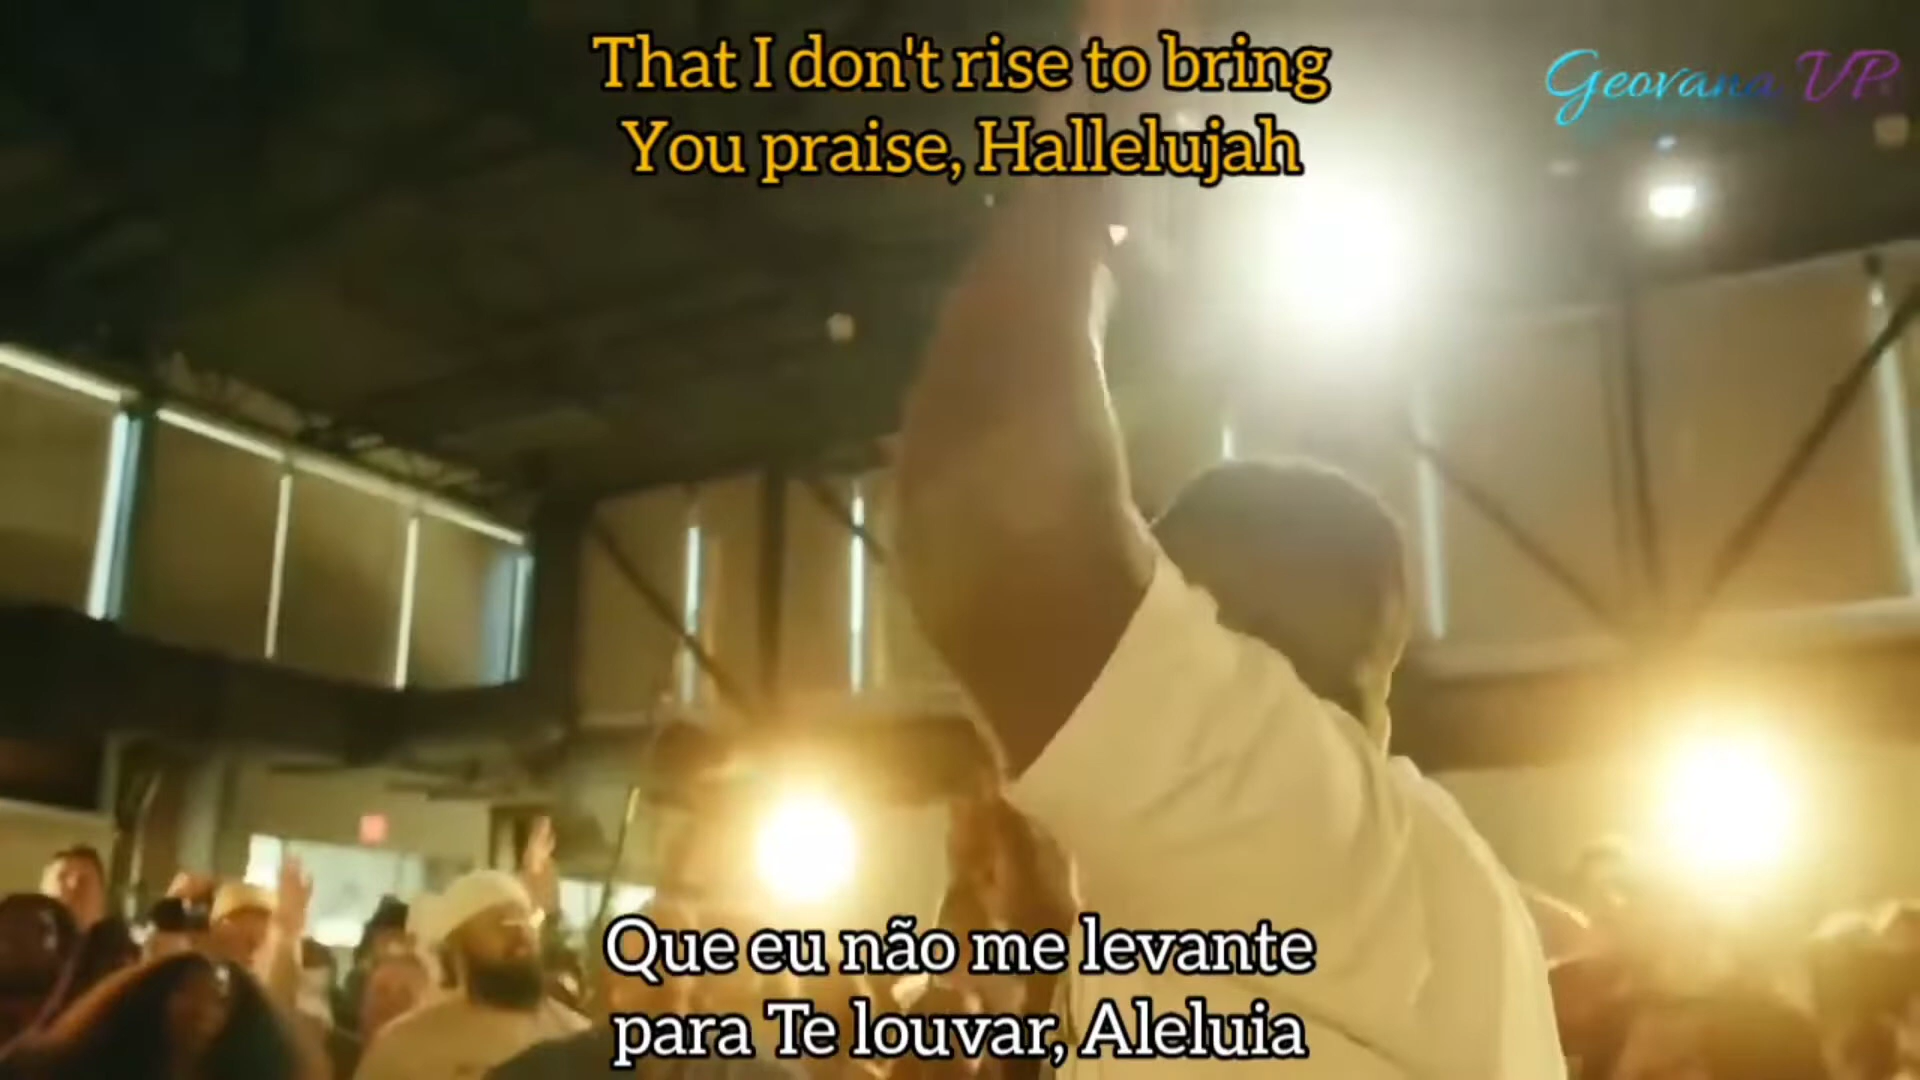 That I don't rise to bring
You praise, Hallelujah
Geovana VP
Que eu não me levante
para Te louvar, Aleluia